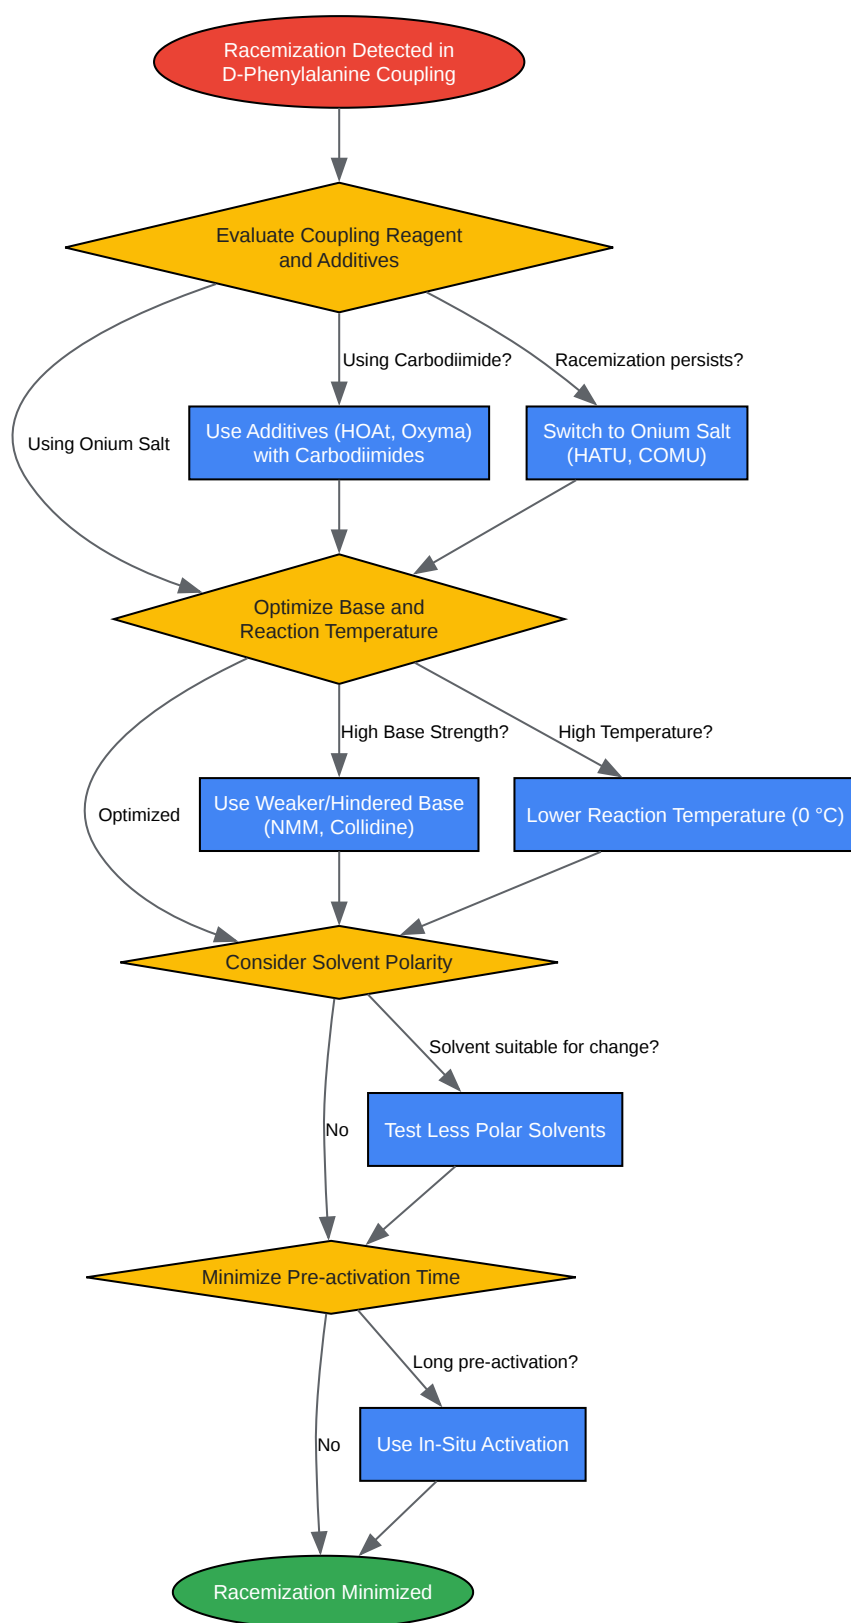 Racemization Detected in
D-Phenylalanine Coupling
Evaluate Coupling Reagent
and Additives
Using Carbodiimide?
Racemization persists?
Using Onium Salt
Use Additives (HOAt, Oxyma)
with Carbodiimides
Switch to Onium Salt
(HATU, COMU)
Optimize Base and
Reaction Temperature
High Base Strength?
High Temperature?
Optimized
Use Weaker/Hindered Base
(NMM, Collidine)
Lower Reaction Temperature (0 °C)
Consider Solvent Polarity
Solvent suitable for change?
No
Test Less Polar Solvents
Minimize Pre-activation Time
Long pre-activation?
No
Use In-Situ Activation
Racemization Minimized